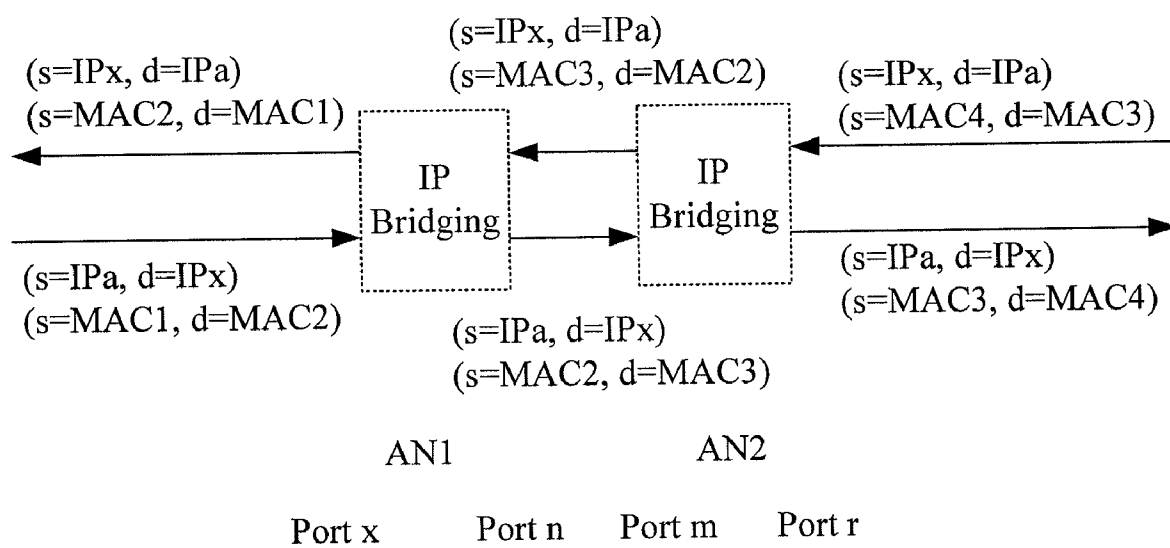 (s=IPx, d=IPa)
(s=MAC3, d=MAC2)
(s=IPx, d=IPa)
(s=MAC2, d=MAC1)
(s=IPx, d=IPa)
(s=MAC4, d=MAC3)
IP
Bridging
IP
Bridging
(s=IPa, d=IPx)
(s=MAC1, d=MAC2)
(s=IPa, d=IPx)
(s=MAC2, d=MAC3)
(s=IPa, d=IPx)
(s=MAC3, d=MAC4)
AN1
AN2
Port x
Port n
Port m
Port r